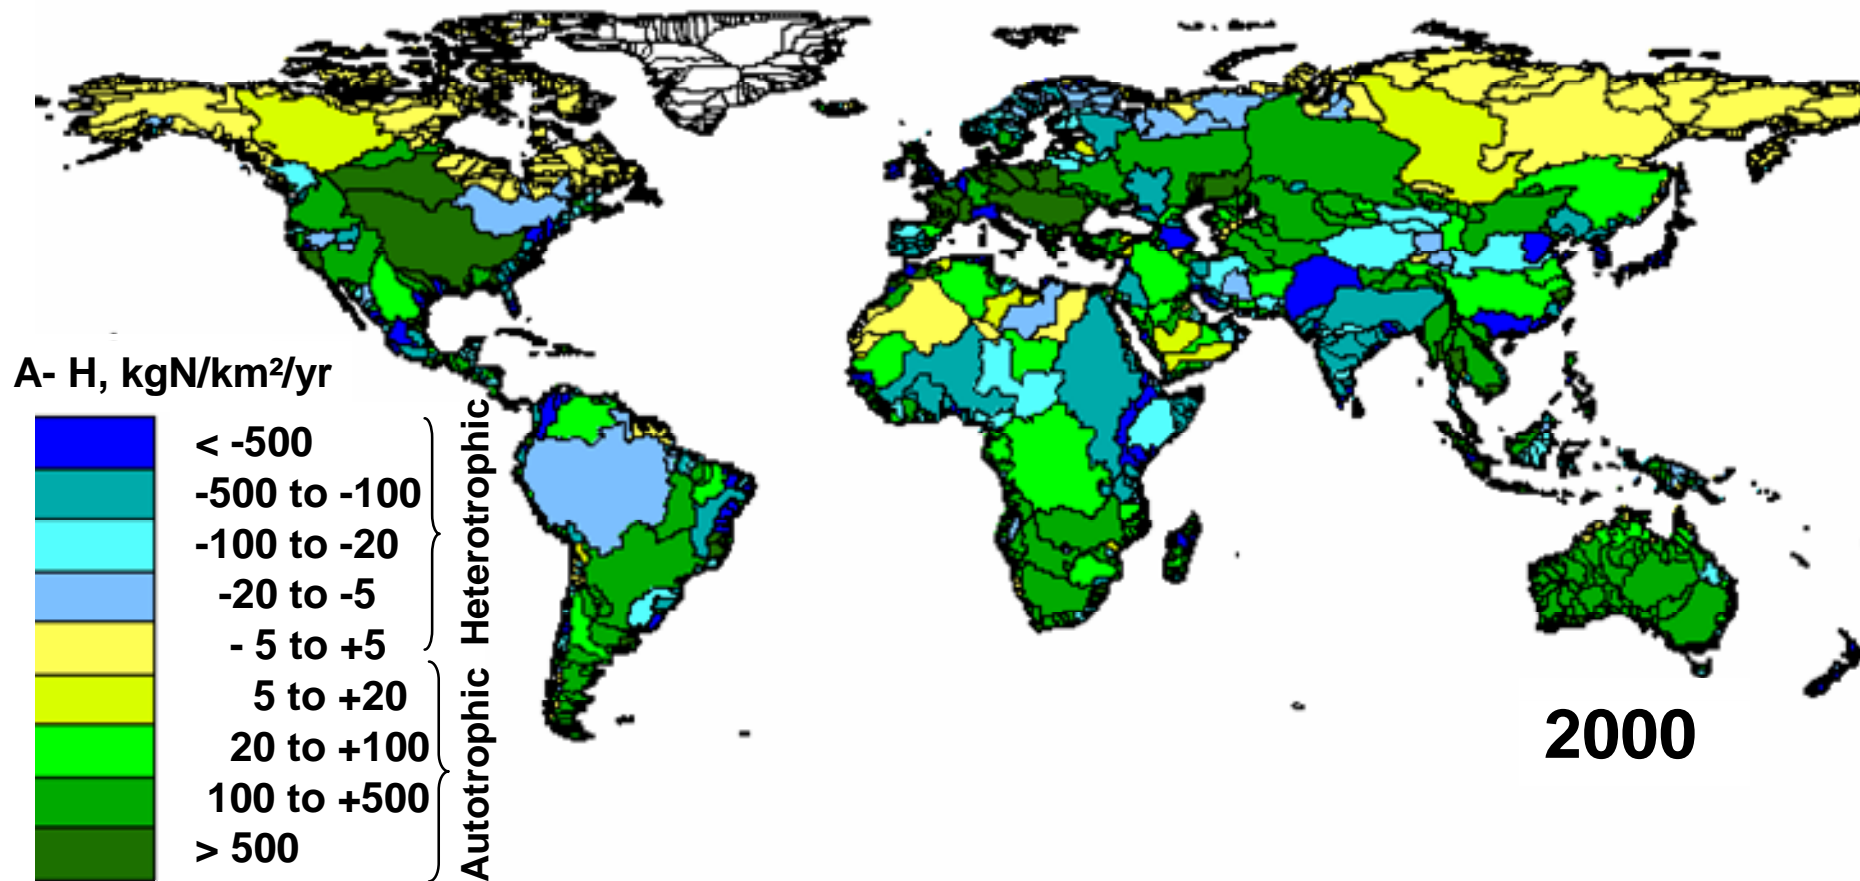 A- H, kgN/km²/yr
< -500
-500 to -100
-100 to -20
-20 to -5
- 5 to +5
5 to +20
20 to +100
100 to +500
> 500
Heterotrophic
Autotrophic
2000